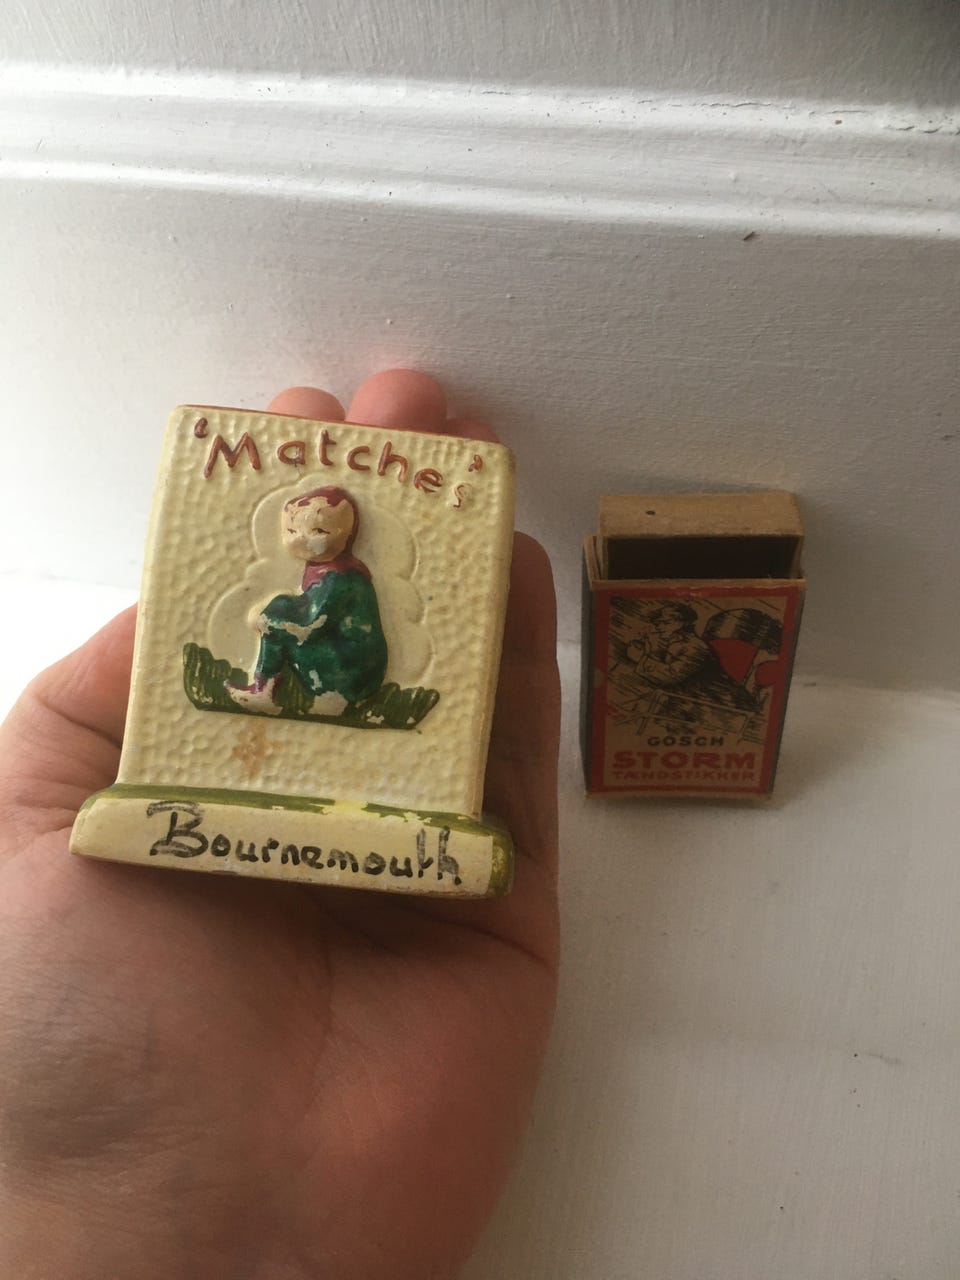 'Matches'
Bournemouth
GOSCH
STORM
TÆNDSTIKKER